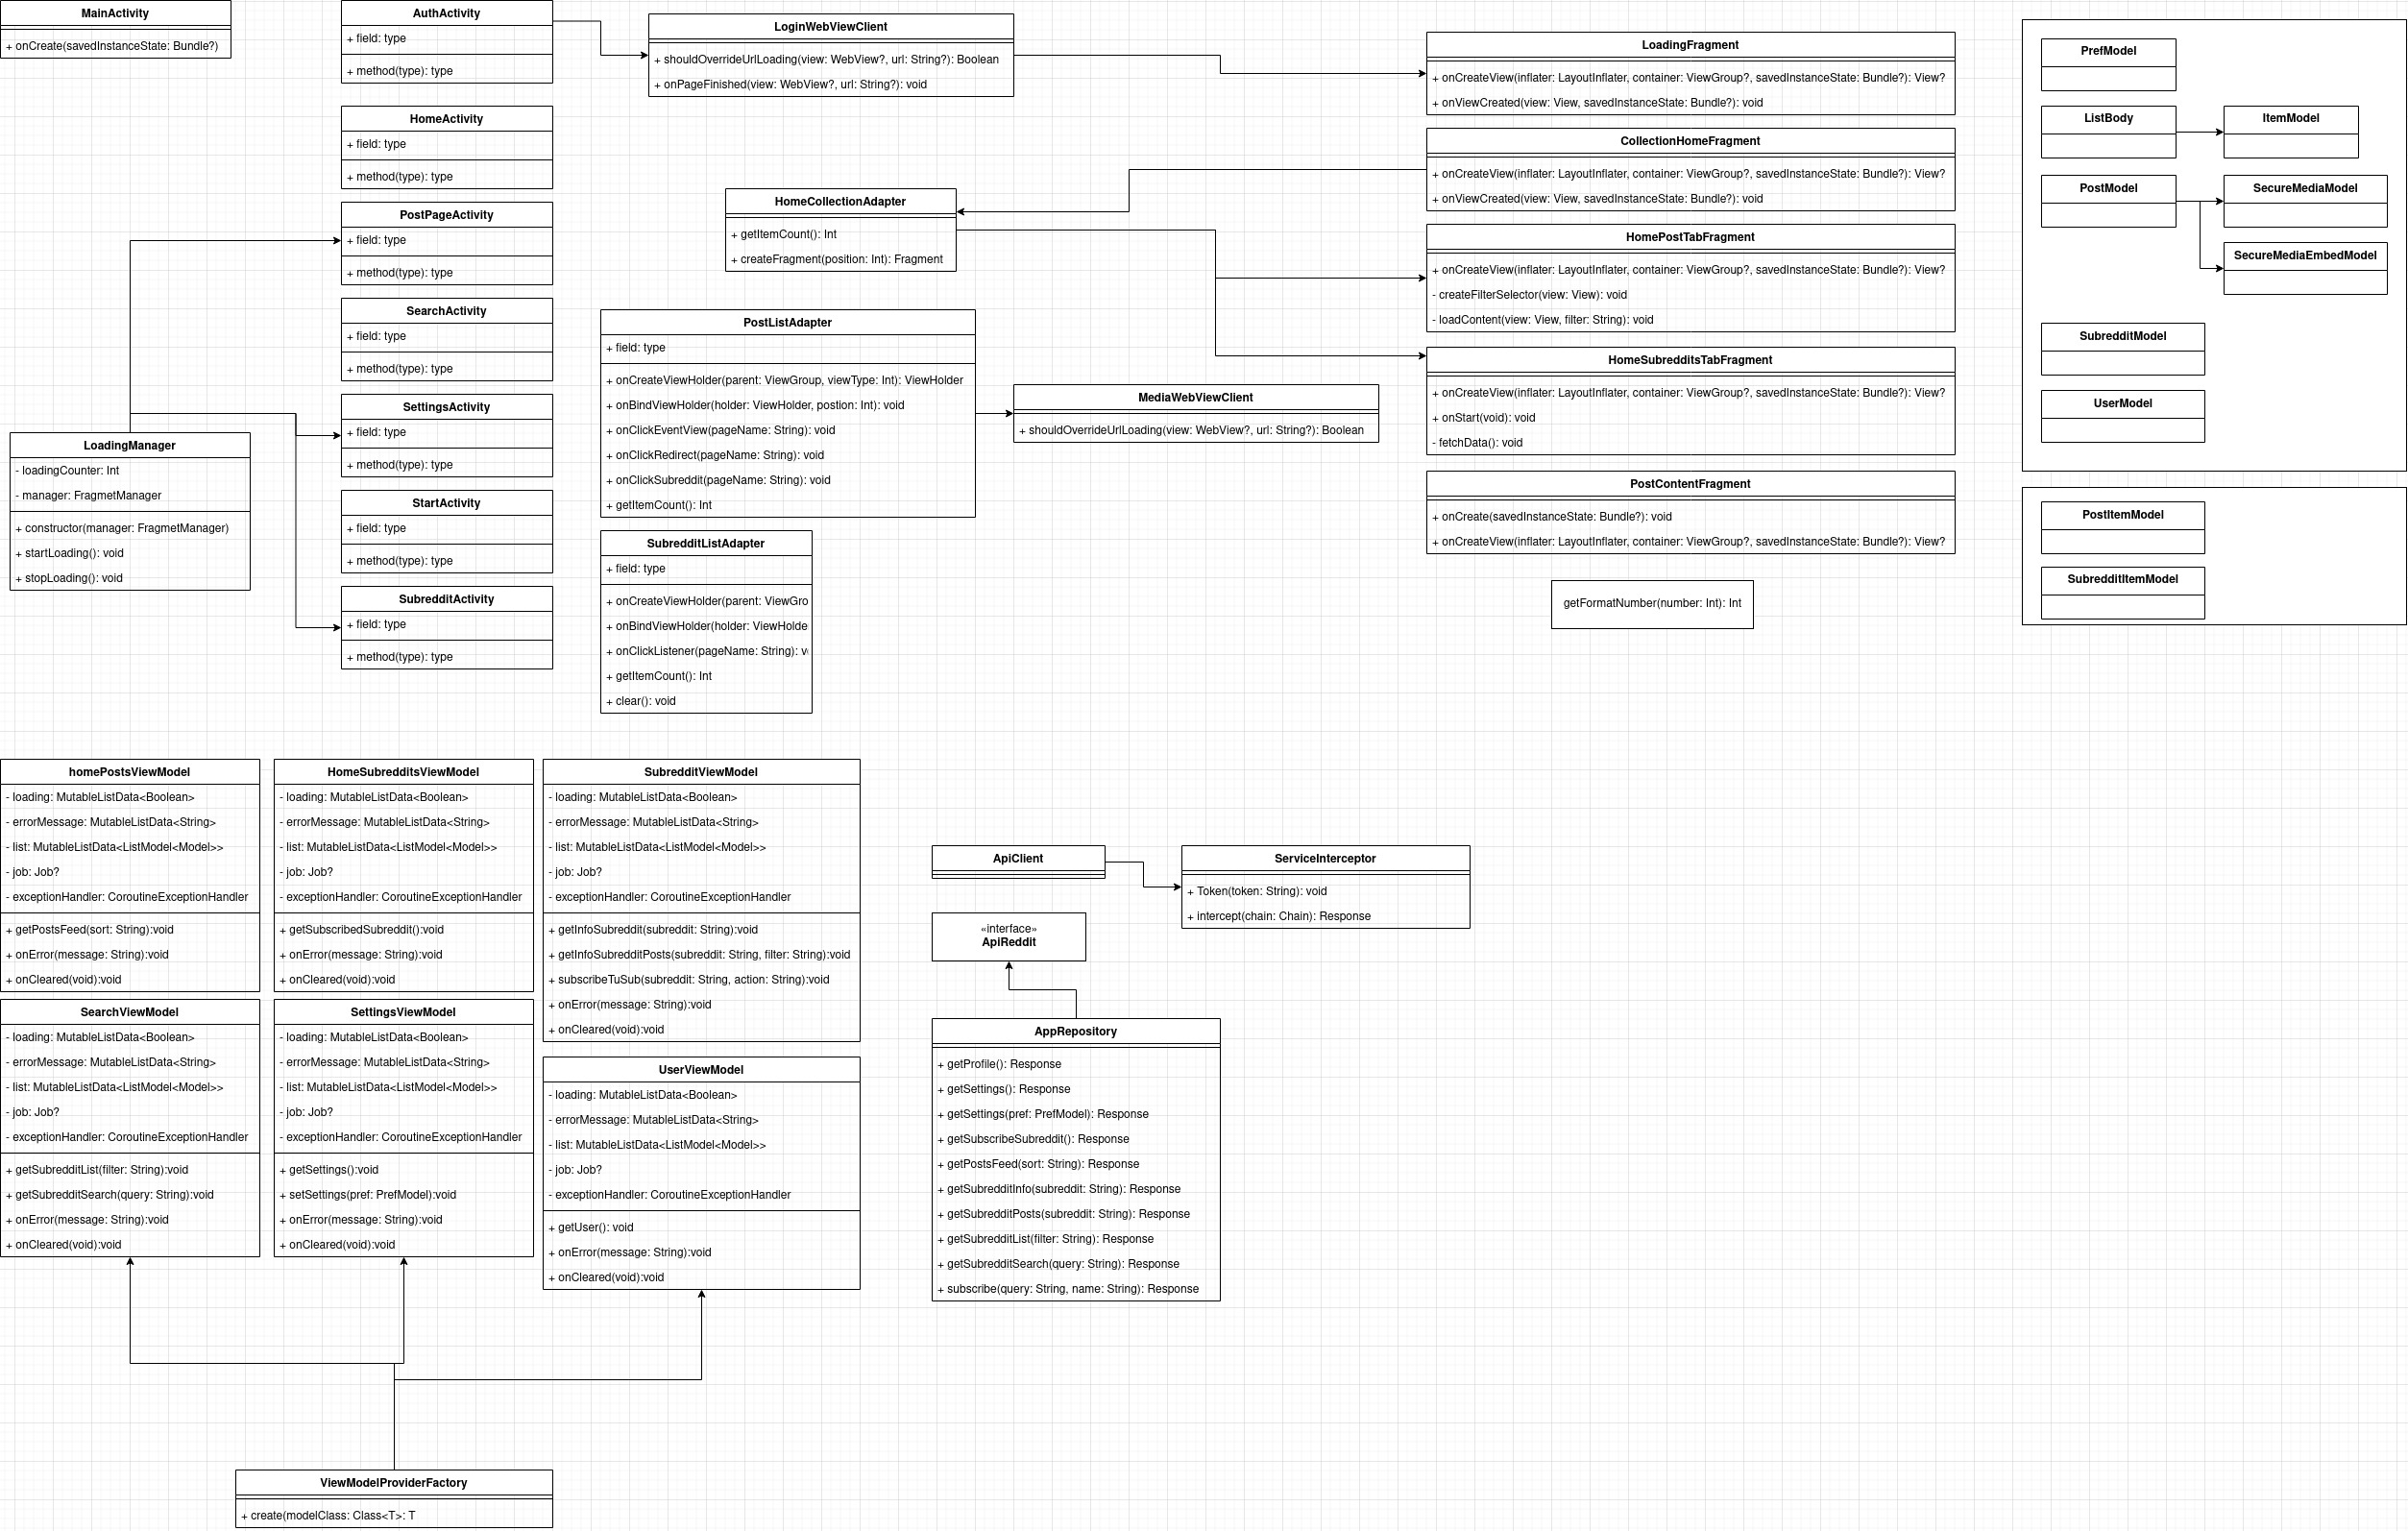 MainActivity
+ onCreate(savedInstanceState: Bundle?)
AuthActivity
+ field: type
+ method(type): type
HomeActivity
+ field: type
+ method(type): type
PostPageActivity
+ field: type
+ method(type): type
SearchActivity
+ field: type
+ method(type): type
SettingsActivity
+ field: type
+ method(type): type
StartActivity
+ field: type
+ method(type): type
SubredditActivity
+ field: type
+ method(type): type
LoadingManager
- loadingCounter: Int
- manager: FragmetManager
+ constructor(manager: FragmetManager)
+ startLoading(): void
+ stopLoading(): void
LoginWebViewClient
+ shouldOverrideUrlLoading(view: WebView?, url: String?): Boolean
+ onPageFinished(view: WebView?, url: String?): void
HomeCollectionAdapter
+ getItemCount(): Int
+ createFragment(position: Int): Fragment
PostListAdapter
+ field: type
+ onCreateViewHolder(parent: ViewGroup, viewType: Int): ViewHolder
+ onBindViewHolder(holder: ViewHolder, postion: Int): void
+ onClickEventView(pageName: String): void
+ onClickRedirect(pageName: String): void
+ onClickSubreddit(pageName: String): void
+ getItemCount(): Int
SubredditListAdapter
+ field: type
+ onCreateViewHolder(parent: ViewGro
+ onBindViewHolder(holder: ViewHolde
+ onClickListener(pageName: String): v
+ getItemCount(): Int
+ clear(): void
MediaWebViewClient
+ shouldOverrideUrlLoading(view: WebView?, url: String?): Boolean
LoadingFragment
+ onCreateView(inflater: LayoutInflater, container: ViewGroup?, savedInstanceState: Bundle?): View?
+ onViewCreated(view: View, savedInstanceState: Bundle?): void
CollectionHomeFragment
+ onCreateView(inflater: LayoutInflater, container: ViewGroup?, savedInstanceState: Bundle?): View?
+ onViewCreated(view: View, savedInstanceState: Bundle?): void
HomePostTabFragment
+ onCreateView(inflater: LayoutInflater, container: ViewGroup?, savedInstanceState: Bundle?): View?
- createFilterSelector(view: View): void
- loadContent(view: View, filter: String): void
HomeSubredditsTabFragment
+ onCreateView(inflater: LayoutInflater, container: ViewGroup?, savedInstanceState: Bundle?): View?
+ onStart(void): void
- fetchData(): void
PostContentFragment
+ onCreate(savedInstanceState: Bundle?): void
+ onCreateView(inflater: LayoutInflater, container: ViewGroup?, savedInstanceState: Bundle?): View?
getFormatNumber(number: Int): Int
PrefModel
ListBody
ItemModel
PostModel
SecureMediaModel
SecureMediaEmbedModel
SubredditModel
UserModel
PostItemModel
SubredditItemModel
homePostsViewModel
- loading: MutableListData<Boolean>
- errorMessage: MutableListData<String>
- list: MutableListData<ListModel<Model>>
- job: Job?
- exceptionHandler: CoroutineExceptionHandler
+ getPostsFeed(sort: String):void
+ onError(message: String):void
+ onCleared(void):void
HomeSubredditsViewModel
- loading: MutableListData<Boolean>
- errorMessage: MutableListData<String>
- list: MutableListData<ListModel<Model>>
- job: Job?
- exceptionHandler: CoroutineExceptionHandler
+ getSubscribedSubreddit():void
+ onError(message: String):void
+ onCleared(void):void
SubredditViewModel
- loading: MutableListData<Boolean>
- errorMessage: MutableListData<String>
- list: MutableListData<ListModel<Model>>
- job: Job?
- exceptionHandler: CoroutineExceptionHandler
+ getInfoSubreddit(subreddit: String):void
+ getInfoSubredditPosts(subreddit: String, filter: String):void
+ subscribeTuSub(subreddit: String, action: String):void
+ onError(message: String):void
+ onCleared(void):void
SearchViewModel
- loading: MutableListData<Boolean>
- errorMessage: MutableListData<String>
- list: MutableListData<ListModel<Model>>
- job: Job?
- exceptionHandler: CoroutineExceptionHandler
+ getSubredditList(filter: String):void
+ getSubredditSearch(query: String):void
+ onError(message: String):void
+ onCleared(void):void
SettingsViewModel
- loading: MutableListData<Boolean>
- errorMessage: MutableListData<String>
- list: MutableListData<ListModel<Model>>
- job: Job?
- exceptionHandler: CoroutineExceptionHandler
+ getSettings():void
+ setSettings(pref: PrefModel):void
+ onError(message: String):void
+ onCleared(void):void
UserViewModel
- loading: MutableListData<Boolean>
- errorMessage: MutableListData<String>
- list: MutableListData<ListModel<Model>>
- job: Job?
- exceptionHandler: CoroutineExceptionHandler
+ getUser(): void
+ onError(message: String):void
+ onCleared(void):void
ApiClient
ServiceInterceptor
+ Token(token: String): void
+ intercept(chain: Chain): Response
«interface»
ApiReddit
AppRepository
+ getProfile(): Response
+ getSettings(): Response
+ getSettings(pref: PrefModel): Response
+ getSubscribeSubreddit(): Response
+ getPostsFeed(sort: String): Response
+ getSubredditInfo(subreddit: String): Response
+ getSubredditPosts(subreddit: String): Response
+ getSubredditList(filter: String): Response
+ getSubredditSearch(query: String): Response
+ subscribe(query: String, name: String): Response
ViewModelProviderFactory
+ create(modelClass: Class<T>: T